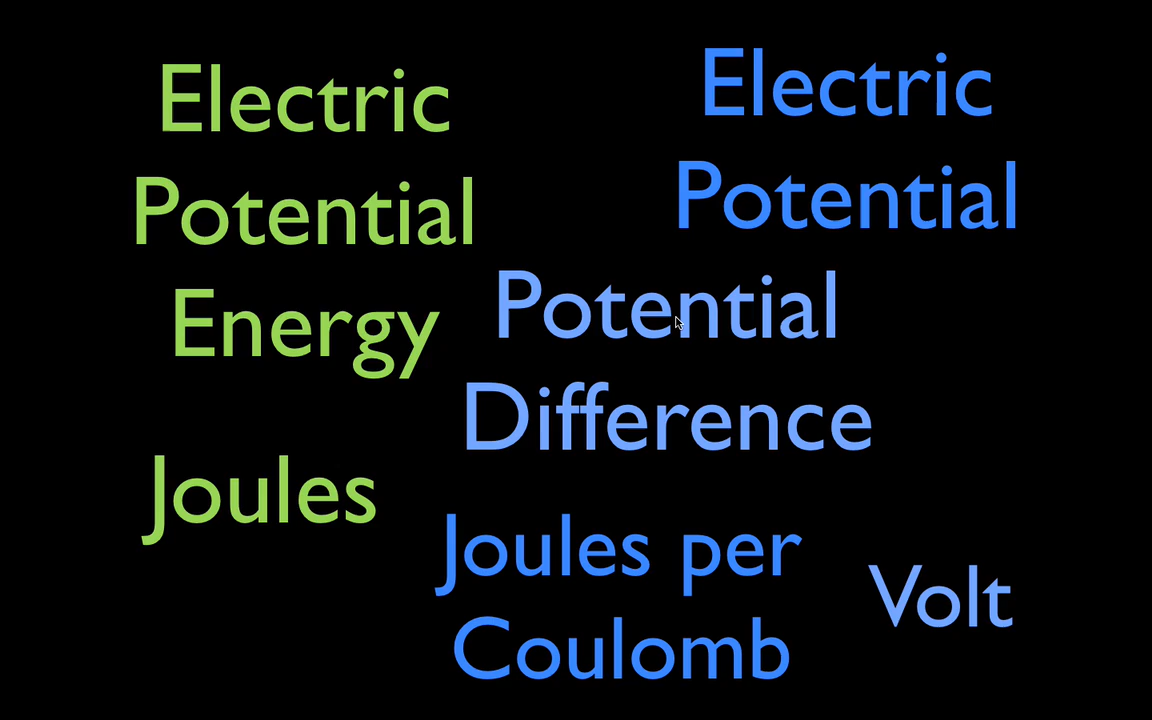 Electric
Potential
Energy
Joules
Electric
Potential
Potential
Difference
Joules per
Coulomb
Volt